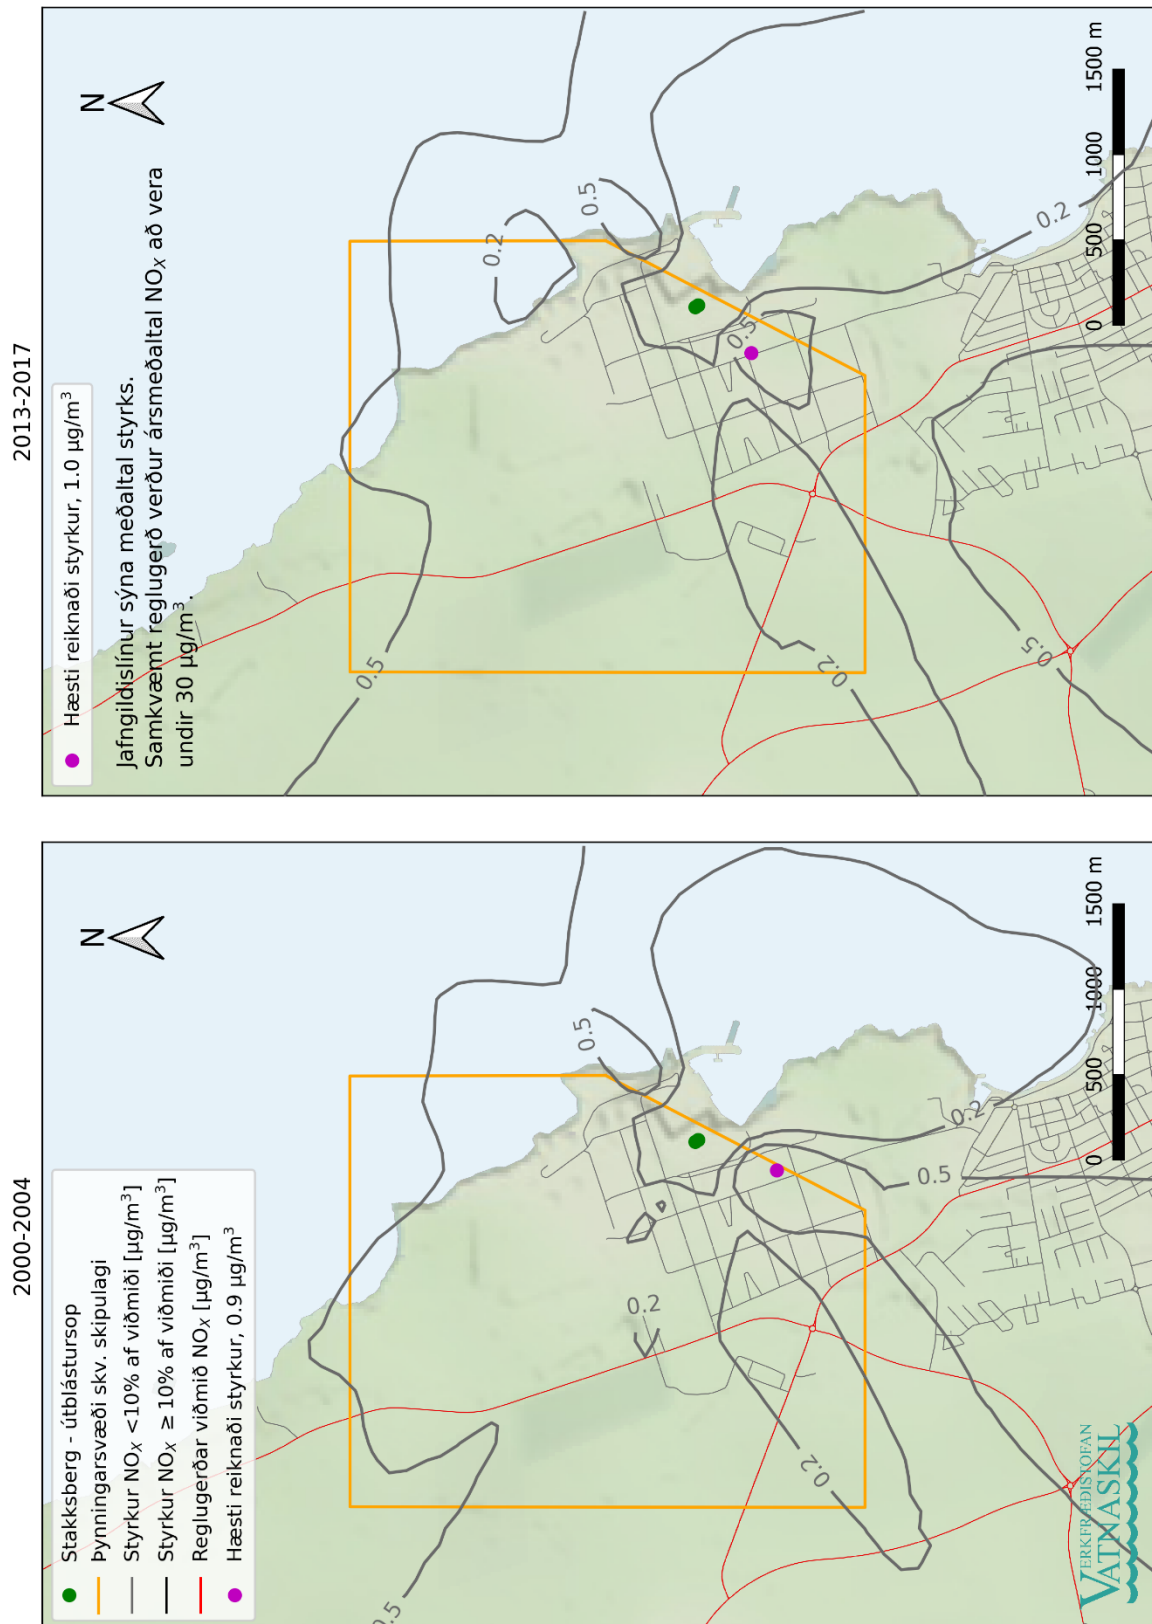 2000-2004
Stakksberg - útblástursop
Þynningarsvæði skv. skipulagi
Styrkur NOX <10% af viðmiði [µg/m³]
Styrkur NOX ≥ 10% af viðmiði [µg/m³]
Reglugerðar viðmið NOX [µg/m³]
Hæsti reiknaði styrkur, 0.9 µg/m³
N
0.5
0.2
0.2
0.5
0.5
0.2
0 500 1000 1500 m
VERKFRÆÐISTOFAN
VATNASKIL
2013-2017
Hæsti reiknaði styrkur, 1.0 µg/m³
Jafngildislínur sýna meðaltal styrks.
Samkvæmt reglugerð verður ársmeðaltal NOX að vera
undir 30 µg/m³.
N
0.5
0.2
0.5
0.5
0.2
0.5
0.2
0 500 1000 1500 m